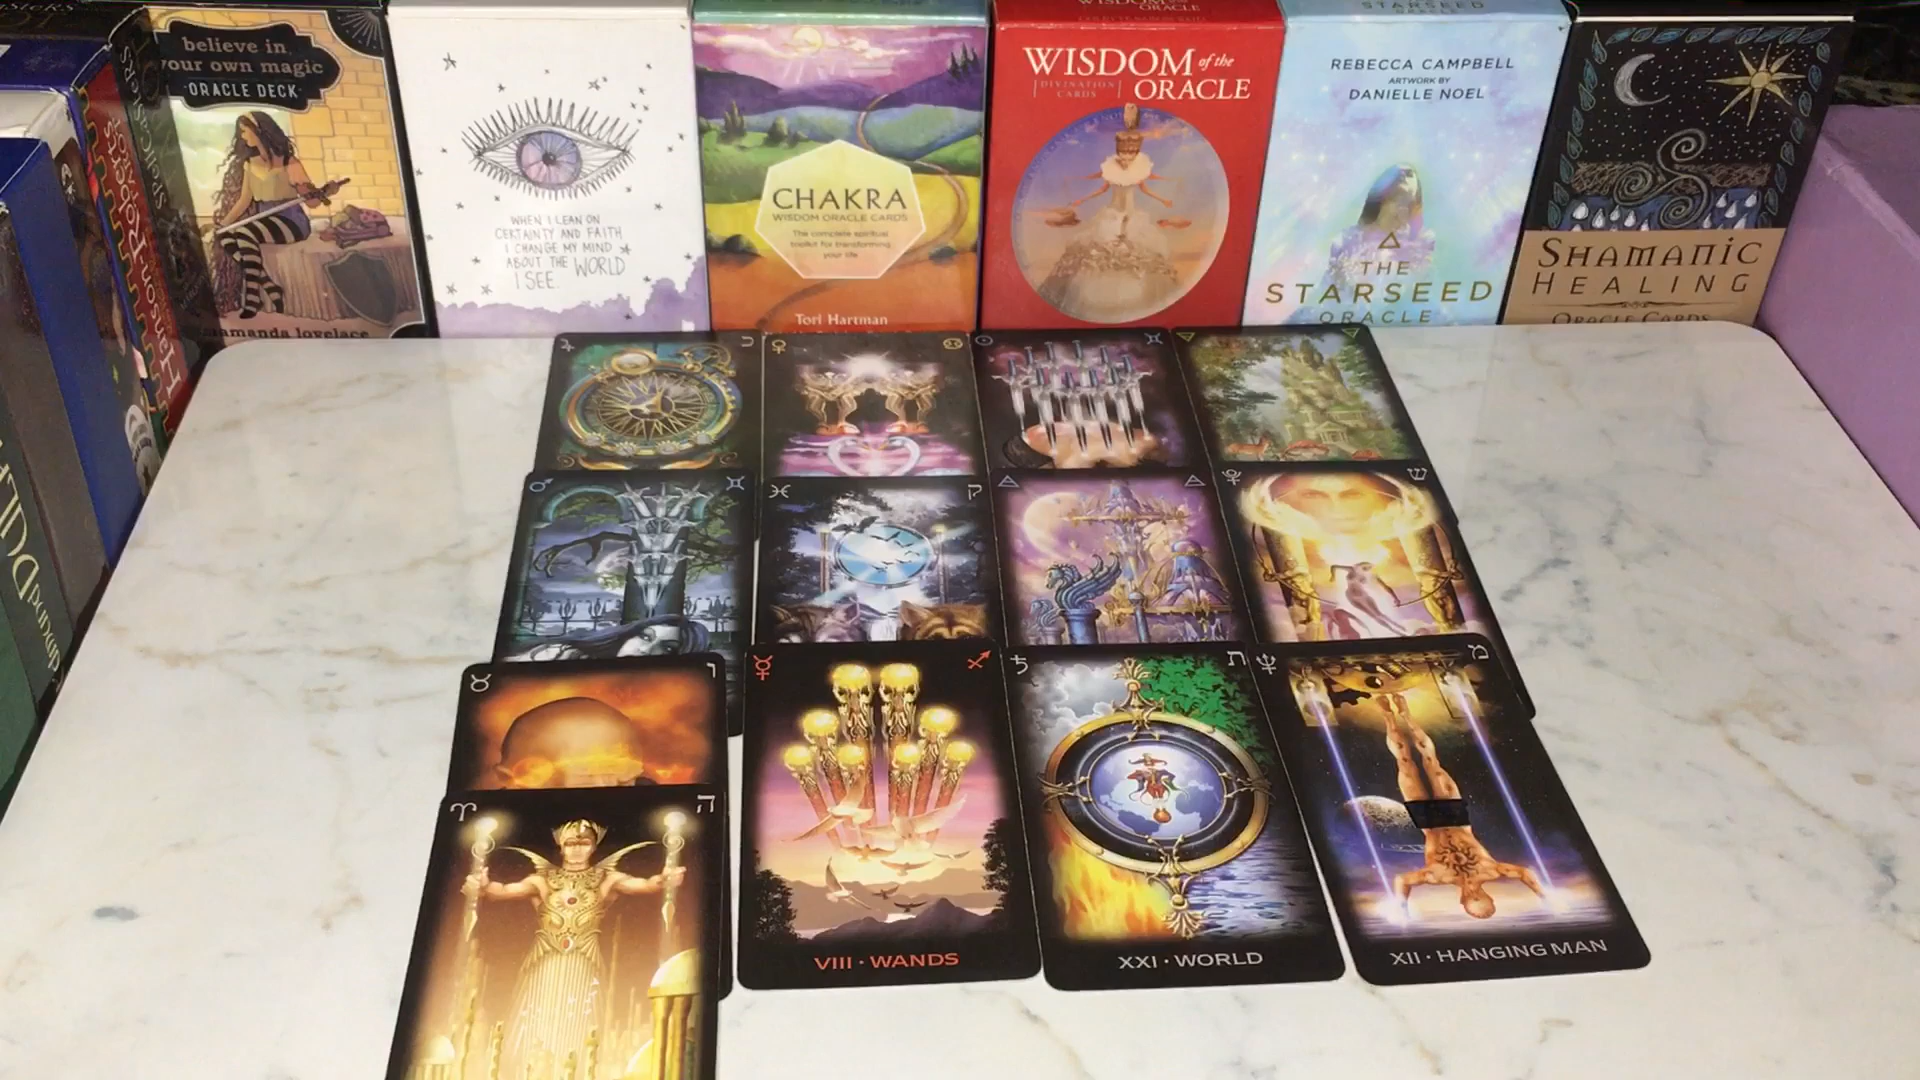 believe in
your own magic
ORACLE DECK
amanda lovelace
WHEN I LEAN ON
CERTAINTY AND FAITH
I CHANGE MY MIND
ABOUT THE WORLD
I SEE.
CHAKRA
WISDOM ORACLE CARDS
The complete spiritual
toolkit for transforming
your life
Tori Hartman
WISDOM of the
DIVINATION
CARDS
ORACLE
STARSEED
REBECCA CAMPBELL
ARTWORK BY
DANIELLE NOEL
THE
STARSEED
ORACLE
SHAMANIC
HEALING
ORACLE CARDS
ה
ו
כ
ק
ש
ת
מ
VIII · WANDS
XXI · WORLD
XII · HANGING MAN